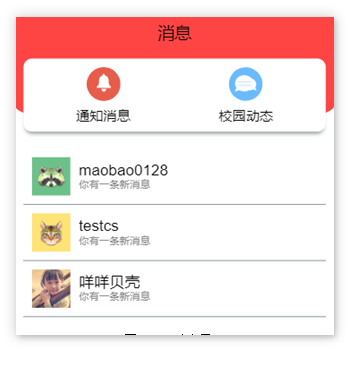 消息
通知消息
校园动态
maobao0128
你有一条新消息
testcs
你有一条新消息
咩咩贝壳
你有一条新消息